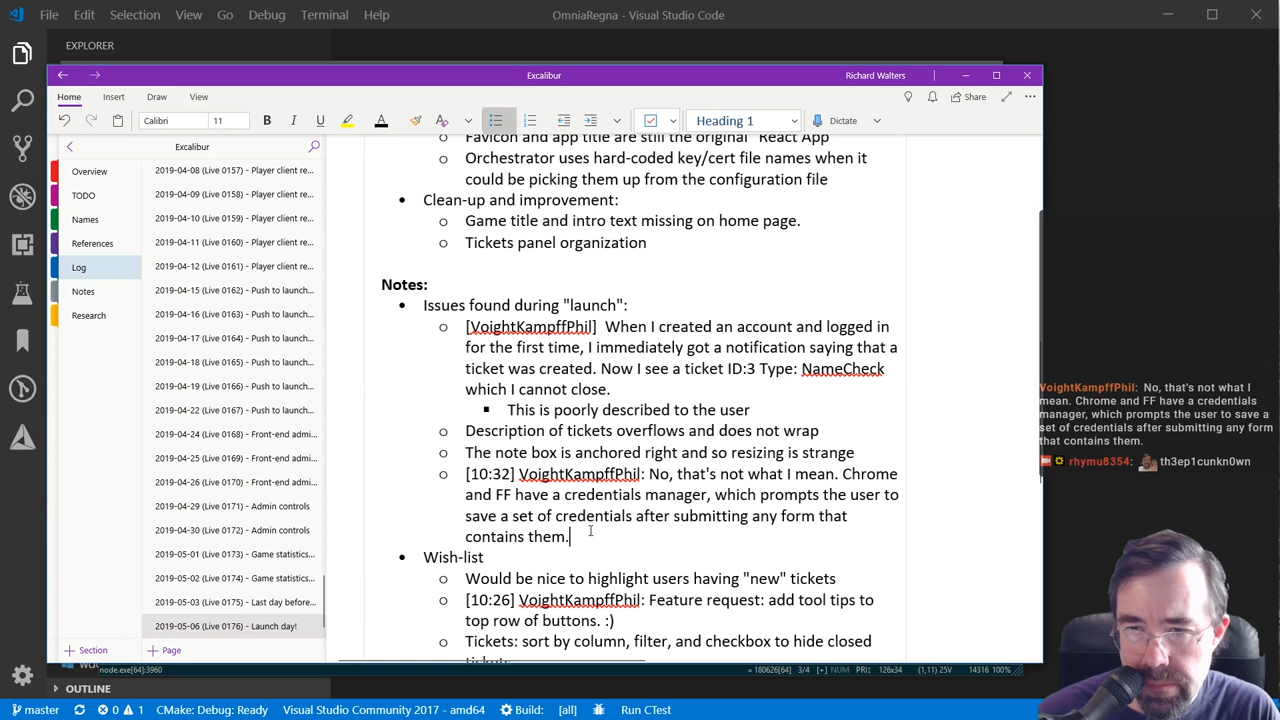 File Edit Selection View Go Debug Terminal Help OmniaRegna - Visual Studio Code
EXPLORER
Excalibur Richard Walters
Home Insert Draw View Share
Calibri 11 B I U A Heading 1 Dictate
Excalibur
Overview
TODO
Names
References
Log
Notes
Research
2019-04-08 (Live 0157) - Player client re...
2019-04-09 (Live 0158) - Player client re...
2019-04-10 (Live 0159) - Player client re...
2019-04-11 (Live 0160) - Player client re...
2019-04-12 (Live 0161) - Player client re...
2019-04-15 (Live 0162) - Push to launch...
2019-04-16 (Live 0163) - Push to launch...
2019-04-17 (Live 0164) - Push to launch...
2019-04-18 (Live 0165) - Push to launch...
2019-04-19 (Live 0166) - Push to launch...
2019-04-22 (Live 0167) - Push to launch...
2019-04-24 (Live 0168) - Front-end admi...
2019-04-25 (Live 0169) - Front-end admi...
2019-04-26 (Live 0170) - Front-end admi...
2019-04-29 (Live 0171) - Admin controls
2019-04-30 (Live 0172) - Admin controls
2019-05-01 (Live 0173) - Game statistics...
2019-05-02 (Live 0174) - Game statistics...
2019-05-03 (Live 0175) - Last day before...
2019-05-06 (Live 0176) - Launch day!
+ Section + Page
Favicon and app title are still the original "React App"
Orchestrator uses hard-coded key/cert file names when it
could be picking them up from the configuration file
Clean-up and improvement:
Game title and intro text missing on home page.
Tickets panel organization
Notes:
Issues found during "launch":
[VoightKampffPhil] When I created an account and logged in
for the first time, I immediately got a notification saying that a
ticket was created. Now I see a ticket ID:3 Type: NameCheck
which I cannot close.
This is poorly described to the user
Description of tickets overflows and does not wrap
The note box is anchored right and so resizing is strange
[10:32] VoightKampffPhil: No, that's not what I mean. Chrome
and FF have a credentials manager, which prompts the user to
save a set of credentials after submitting any form that
contains them.
Wish-list
Would be nice to highlight users having "new" tickets
[10:26] VoightKampffPhil: Feature request: add tool tips to
top row of buttons. :)
Tickets: sort by column, filter, and checkbox to hide closed
VoightKampffPhil: No, that's not what I
mean. Chrome and FF have a credentials
manager, which prompts the user to save a
set of credentials after submitting any form
that contains them.
rhymu8354: th3ep1cunkn0wn
node.exe[64]:3960 « 180626[64] 3/4 [+] NUM PRI: 126x34 (1,11) 25V 14316 100%
OUTLINE
master 0 1 CMake: Debug: Ready Visual Studio Community 2017 - amd64 Build: [all] Run CTest